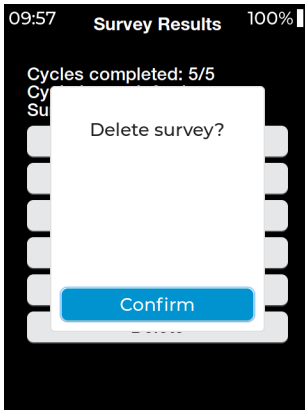 09:57
Survey Results
100%
Cycles completed: 5/5
Delete survey?
Confirm